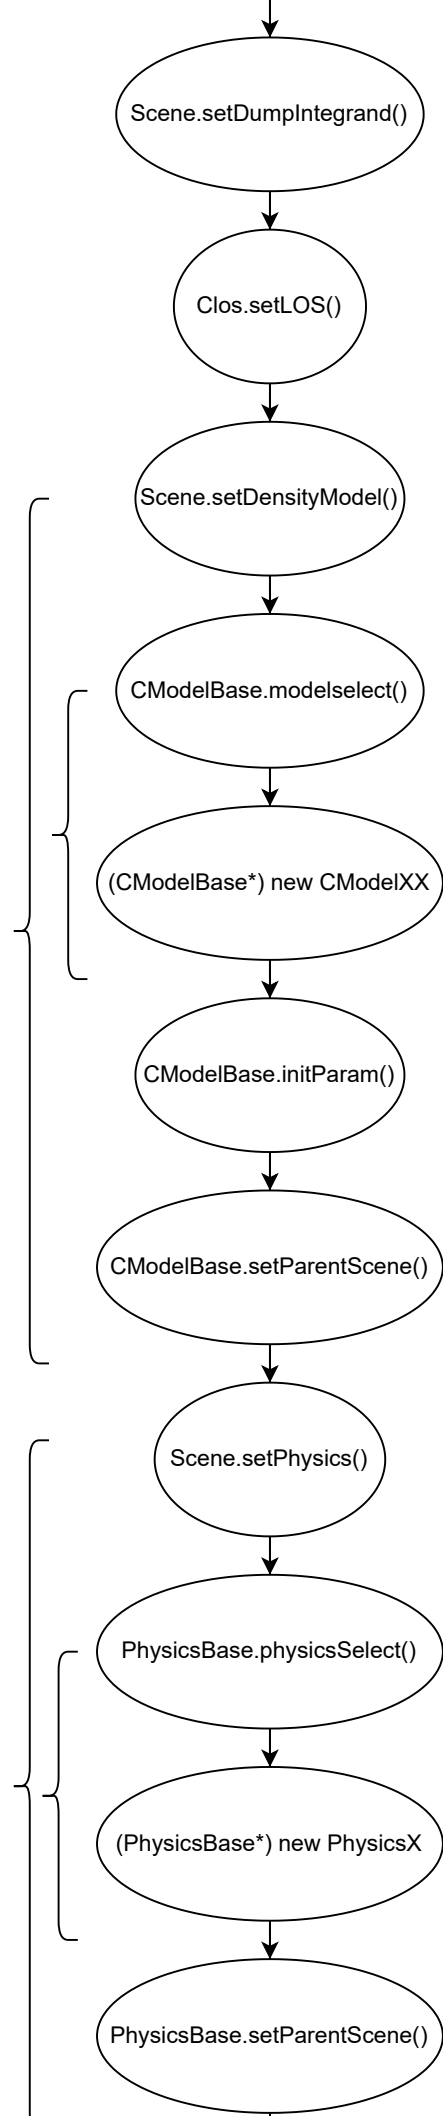 Scene.setDumpIntegrand()
Clos.setLOS()
Scene.setDensityModel()
CModelBase.modelselect()
(CModelBase*) new CModelXX
CModelBase.initParam()
CModelBase.setParentScene()
Scene.setPhysics()
PhysicsBase.physicsSelect()
(PhysicsBase*) new PhysicsX
PhysicsBase.setParentScene()